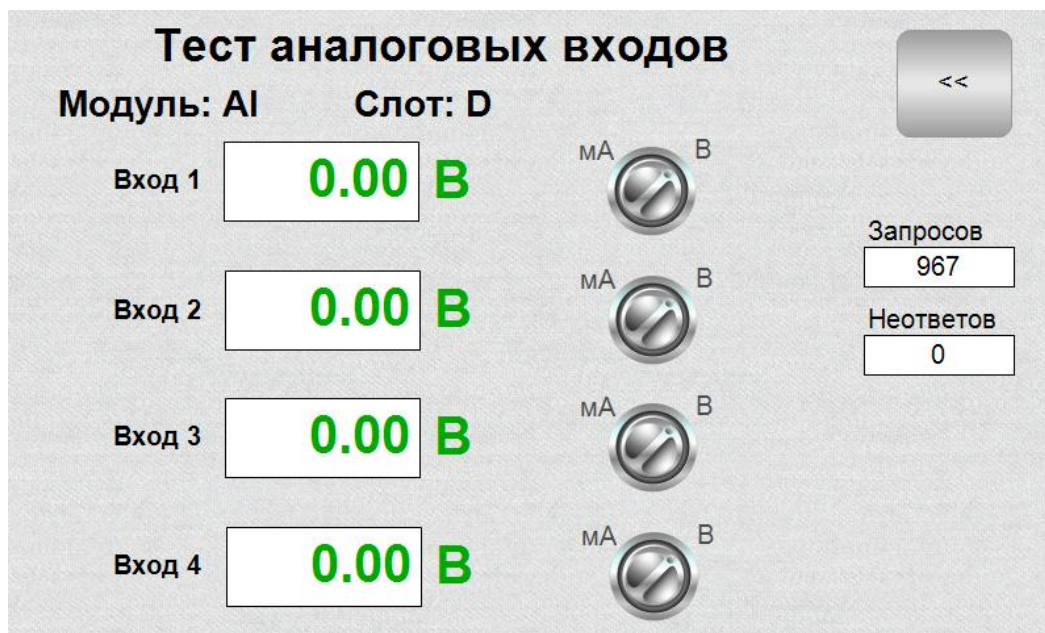 Тест аналоговых входов
<<
Модуль: AI Слот: D
Вход 1 0.00 В мА В
Запросов
967
Вход 2 0.00 В мА В
Неответов
0
Вход 3 0.00 В мА В
Вход 4 0.00 В мА В